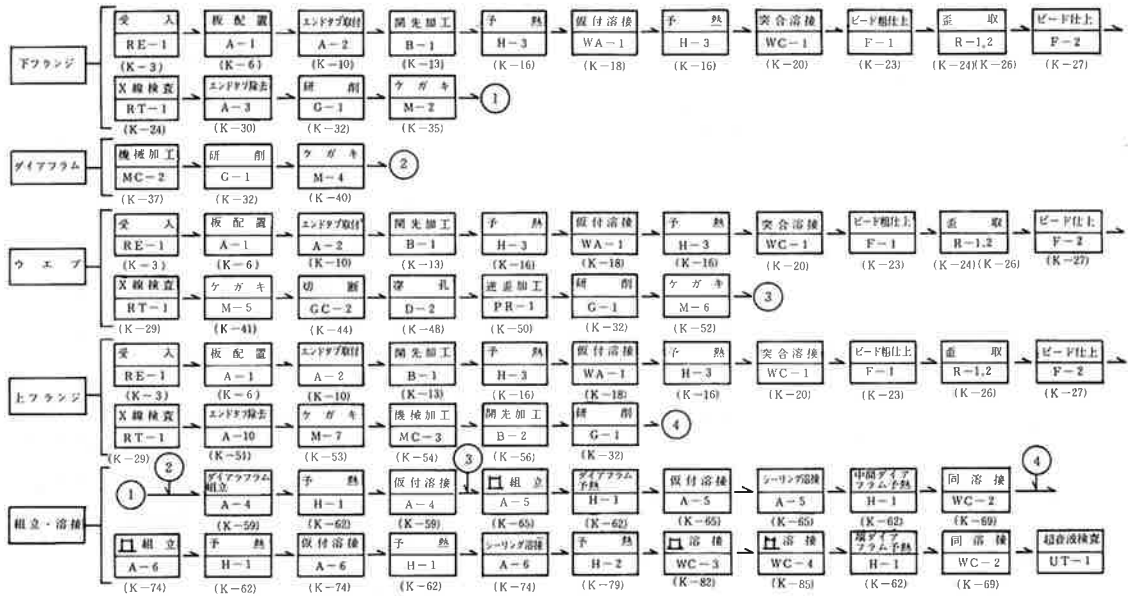 下フランジ
受入 板配置 エンドタブ取付 開先加工 予熱 仮付溶接 予熱 突合溶接 ビード粗仕上 歪取 ビード仕上
RE-1 A-1 A-2 B-1 H-3 WA-1 H-3 WC-1 F-1 R-1,2 F-2
(K-3) (K-6) (K-10) (K-13) (K-16) (K-18) (K-16) (K-20) (K-23) (K-24)(K-26) (K-27)
X線検査 エンドタブ除去 研削 ケガキ ①
RT-1 A-3 G-1 M-2
(K-24) (K-30) (K-32) (K-35)
ダイアフラム
機械加工 研削 ケガキ ②
MC-2 G-1 M-4
(K-37) (K-32) (K-40)
ウエブ
受入 板配置 エンドタブ取付 開先加工 予熱 仮付溶接 予熱 突合溶接 ビード粗仕上 歪取 ビード仕上
RE-1 A-1 A-2 B-1 H-3 WA-1 H-3 WC-1 F-1 R-1,2 F-2
(K-3) (K-6) (K-10) (K-13) (K-16) (K-18) (K-16) (K-20) (K-23) (K-24)(K-26) (K-27)
X線検査 ケガキ 切断 穿孔 逆歪加工 研削 ケガキ ③
RT-1 M-5 GC-2 D-2 PR-1 G-1 M-6
(K-29) (K-41) (K-44) (K-48) (K-50) (K-32) (K-52)
上フランジ
受入 板配置 エンドタブ取付 開先加工 予熱 仮付溶接 予熱 突合溶接 ビード粗仕上 歪取 ビード仕上
RE-1 A-1 A-2 B-1 H-3 WA-1 H-3 WC-1 F-1 R-1,2 F-2
(K-3) (K-6) (K-10) (K-13) (K-16) (K-18) (K-16) (K-20) (K-23) (K-26) (K-27)
X線検査 エンドタブ除去 ケガキ 機械加工 開先加工 研削 ④
RT-1 A-10 M-7 MC-3 B-2 G-1
(K-29) (K-51) (K-53) (K-54) (K-56) (K-32)
組立・溶接
① ② ダイアラフラム組立 予熱 仮付溶接 ③ 組立 ダイアフラム予熱 仮付溶接 シーリング溶接 中間ダイアフラム予熱 同溶接 ④
A-4 H-1 A-4 A-5 H-1 A-5 A-5 H-1 WC-2
(K-59) (K-62) (K-59) (K-65) (K-62) (K-65) (K-65) (K-62) (K-69)
組立 予熱 仮付溶接 予熱 シーリング溶接 予熱 溶接 溶接 端ダイアフラム予熱 同溶接 超音波検査
A-6 H-1 A-6 H-1 A-6 H-2 WC-3 WC-4 H-1 WC-2 UT-1
(K-74) (K-62) (K-74) (K-62) (K-74) (K-79) (K-82) (K-85) (K-62) (K-69)